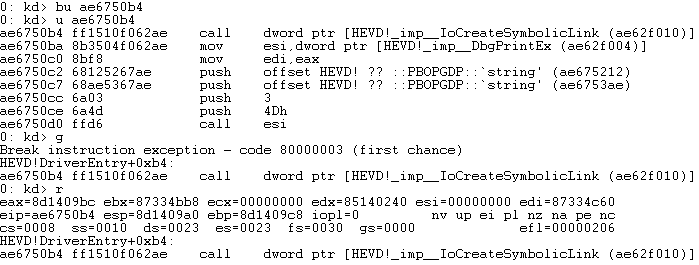 0: kd> bu ae6750b4
0: kd> u ae6750b4
ae6750b4 ff1510f062ae    call    dword ptr [HEVD!_imp__IoCreateSymbolicLink (ae62f010)]
ae6750ba 8b3504f062ae    mov     esi,dword ptr [HEVD!_imp__DbgPrintEx (ae62f004)]
ae6750c0 8bf8            mov     edi,eax
ae6750c2 68125267ae      push    offset HEVD! ?? ::PBOPGDP::`string' (ae675212)
ae6750c7 68ae5367ae      push    offset HEVD! ?? ::PBOPGDP::`string' (ae6753ae)
ae6750cc 6a03            push    3
ae6750ce 6a4d            push    4Dh
ae6750d0 ffd6            call    esi
0: kd> g
Break instruction exception - code 80000003 (first chance)
HEVD!DriverEntry+0xb4:
ae6750b4 ff1510f062ae    call    dword ptr [HEVD!_imp__IoCreateSymbolicLink (ae62f010)]
0: kd> r
eax=8d1409bc ebx=87334bb8 ecx=00000000 edx=85140240 esi=00000000 edi=87334c60
eip=ae6750b4 esp=8d1409a0 ebp=8d1409c8 iopl=0         nv up ei pl nz na pe nc
cs=0008  ss=0010  ds=0023  es=0023  fs=0030  gs=0000             efl=00000206
HEVD!DriverEntry+0xb4:
ae6750b4 ff1510f062ae    call    dword ptr [HEVD!_imp__IoCreateSymbolicLink (ae62f010)]